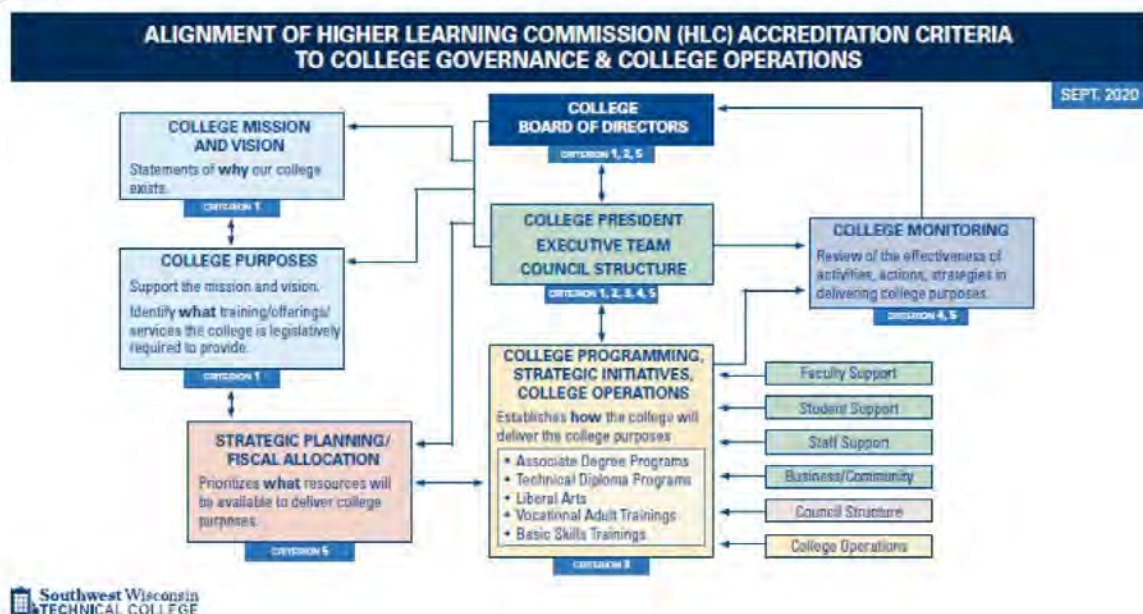 ALIGNMENT OF HIGHER LEARNING COMMISSION (HLC) ACCREDITATION CRITERIA
TO COLLEGE GOVERNANCE & COLLEGE OPERATIONS
SEPT. 2020
COLLEGE MISSION
AND VISION
Statements of why our college
exists.
CRITERION 1
COLLEGE PURPOSES
Support the mission and vision.
Identify what training/offerings/
services the college is legislatively
required to provide.
CRITERION 1
STRATEGIC PLANNING/
FISCAL ALLOCATION
Prioritizes what resources will
be available to deliver college
purposes.
CRITERION 5
COLLEGE
BOARD OF DIRECTORS
CRITERION 1, 2, 5
COLLEGE PRESIDENT
EXECUTIVE TEAM
COUNCIL STRUCTURE
CRITERION 1, 2, 3, 4, 5
COLLEGE PROGRAMMING,
STRATEGIC INITIATIVES,
COLLEGE OPERATIONS
Establishes how the college will
deliver the college purposes
• Associate Degree Programs
• Technical Diploma Programs
• Liberal Arts
• Vocational Adult Trainings
• Basic Skills Trainings
CRITERION 3
COLLEGE MONITORING
Review of the effectiveness of
activities, actions, strategies in
delivering college purposes.
CRITERION 4, 5
Faculty Support
Student Support
Staff Support
Business/Community
Council Structure
College Operations
Southwest Wisconsin
TECHNICAL COLLEGE